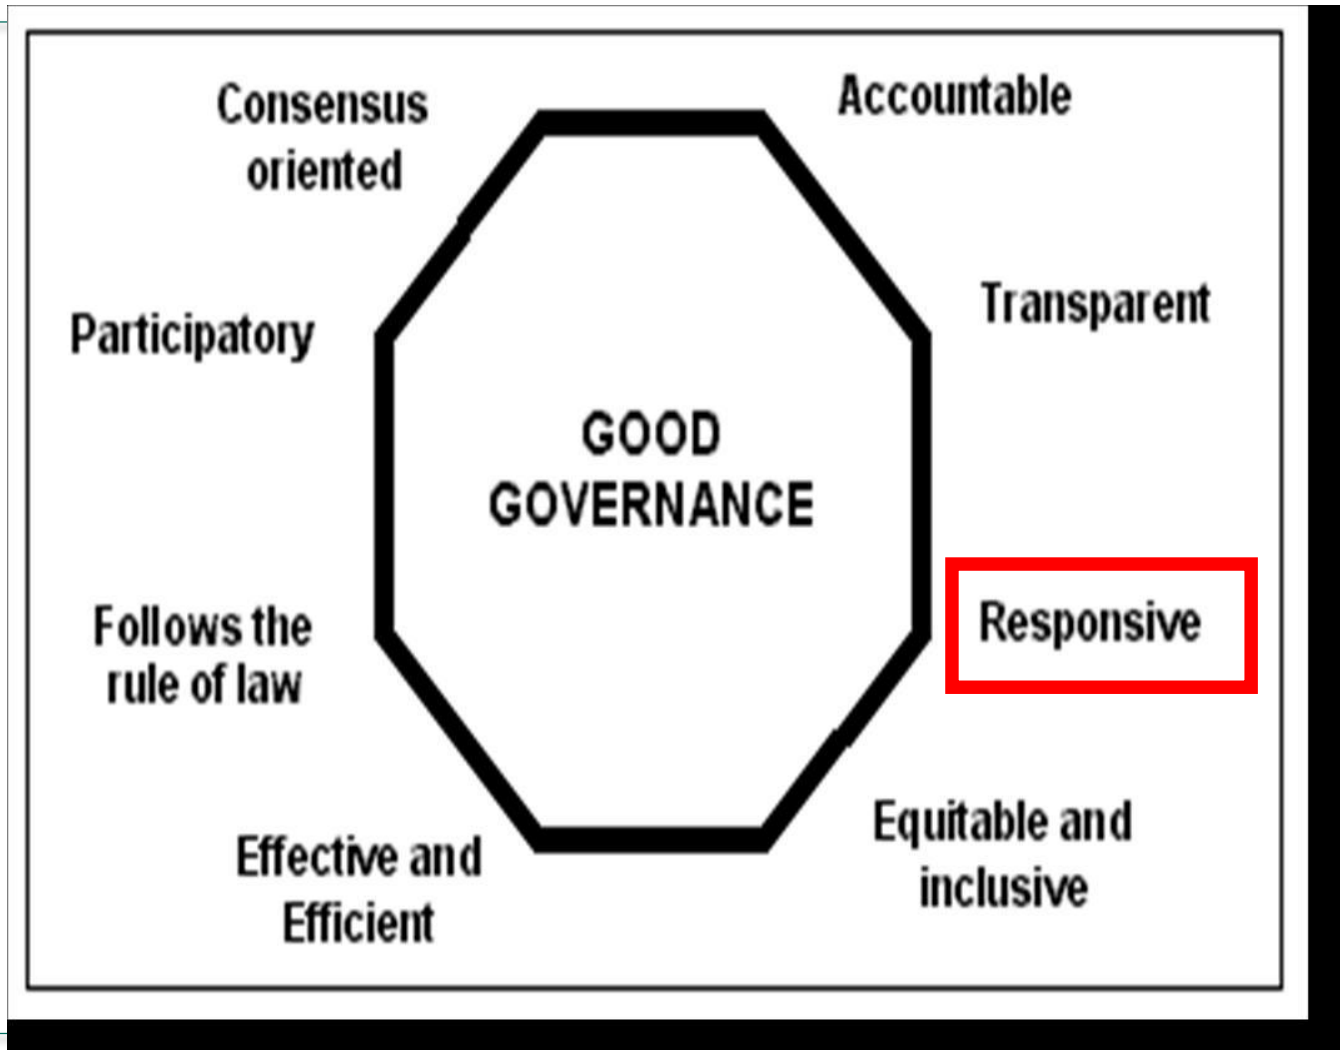 Consensus
oriented
Accountable
Participatory
Transparent
GOOD
GOVERNANCE
Follows the
rule of law
Responsive
Effective and
Efficient
Equitable and
inclusive